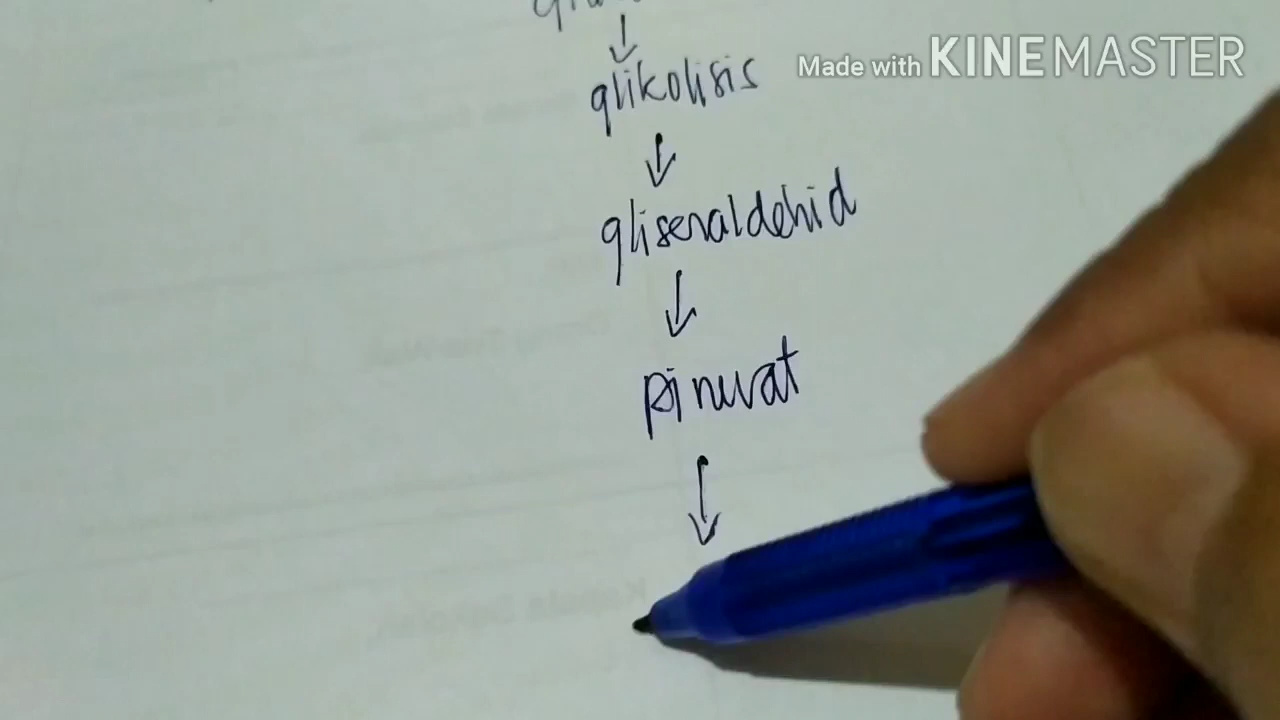 Made with KINEMASTER
glikolisis
↓
gliseraldehid
↓
piruvat
↓